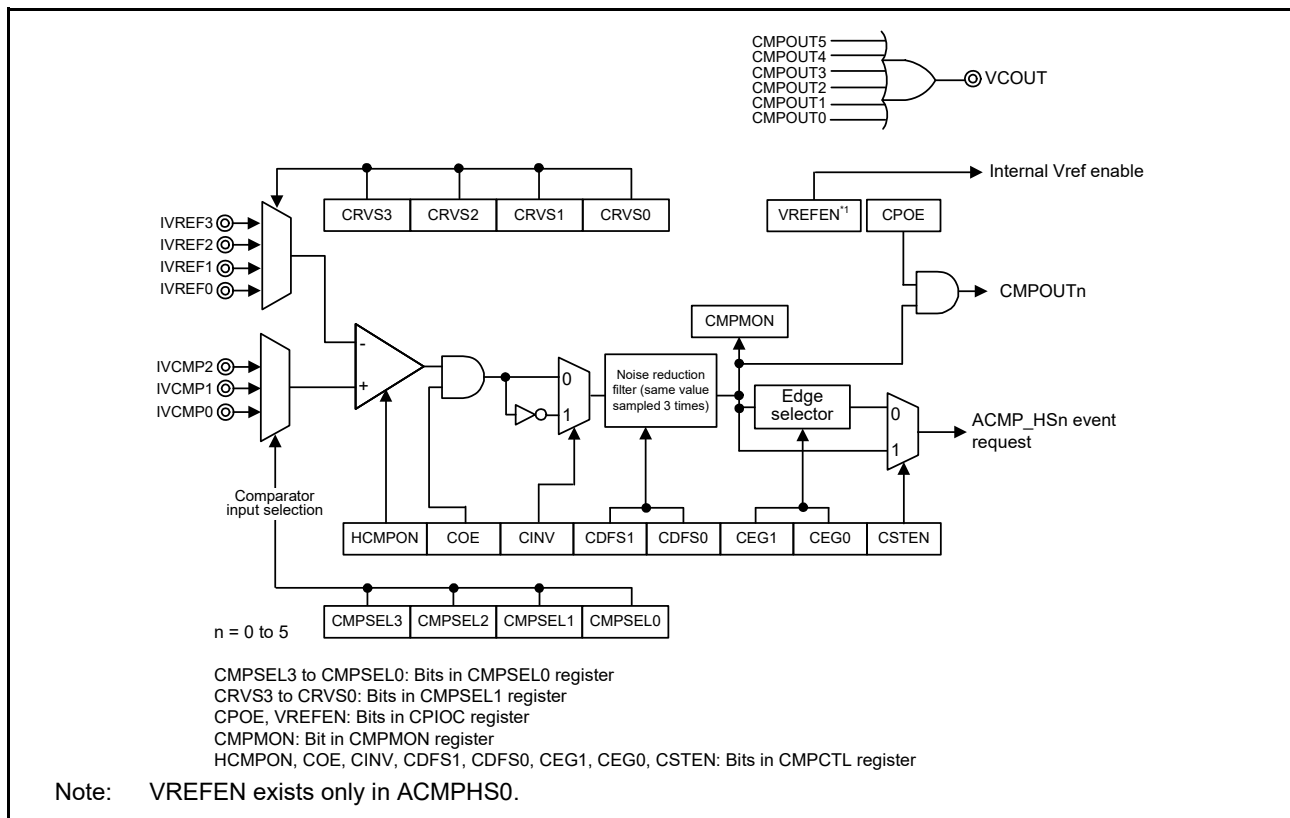 CMPOUT5
CMPOUT4
CMPOUT3
CMPOUT2
CMPOUT1
CMPOUT0
VCOUT
Internal Vref enable
CRVS3 CRVS2 CRVS1 CRVS0
VREFEN*1 CPOE
IVREF3
IVREF2
IVREF1
IVREF0
CMPOUTn
CMPMON
IVCMP2
IVCMP1
IVCMP0
-
+
0
1
Noise reduction
filter (same value
sampled 3 times)
Edge
selector
0
1
ACMP_HSn event
request
Comparator
input selection
HCMPON COE CINV CDFS1 CDFS0 CEG1 CEG0 CSTEN
CMPSEL3 CMPSEL2 CMPSEL1 CMPSEL0
n = 0 to 5
CMPSEL3 to CMPSEL0: Bits in CMPSEL0 register
CRVS3 to CRVS0: Bits in CMPSEL1 register
CPOE, VREFEN: Bits in CPIOC register
CMPMON: Bit in CMPMON register
HCMPON, COE, CINV, CDFS1, CDFS0, CEG1, CEG0, CSTEN: Bits in CMPCTL register
Note: VREFEN exists only in ACMPHS0.